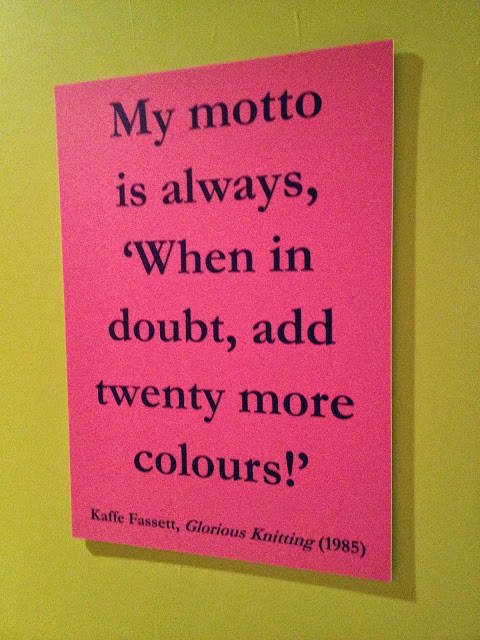 My motto
is always,
‘When in
doubt, add
twenty more
colours!’
Kaffe Fassett, Glorious Knitting (1985)